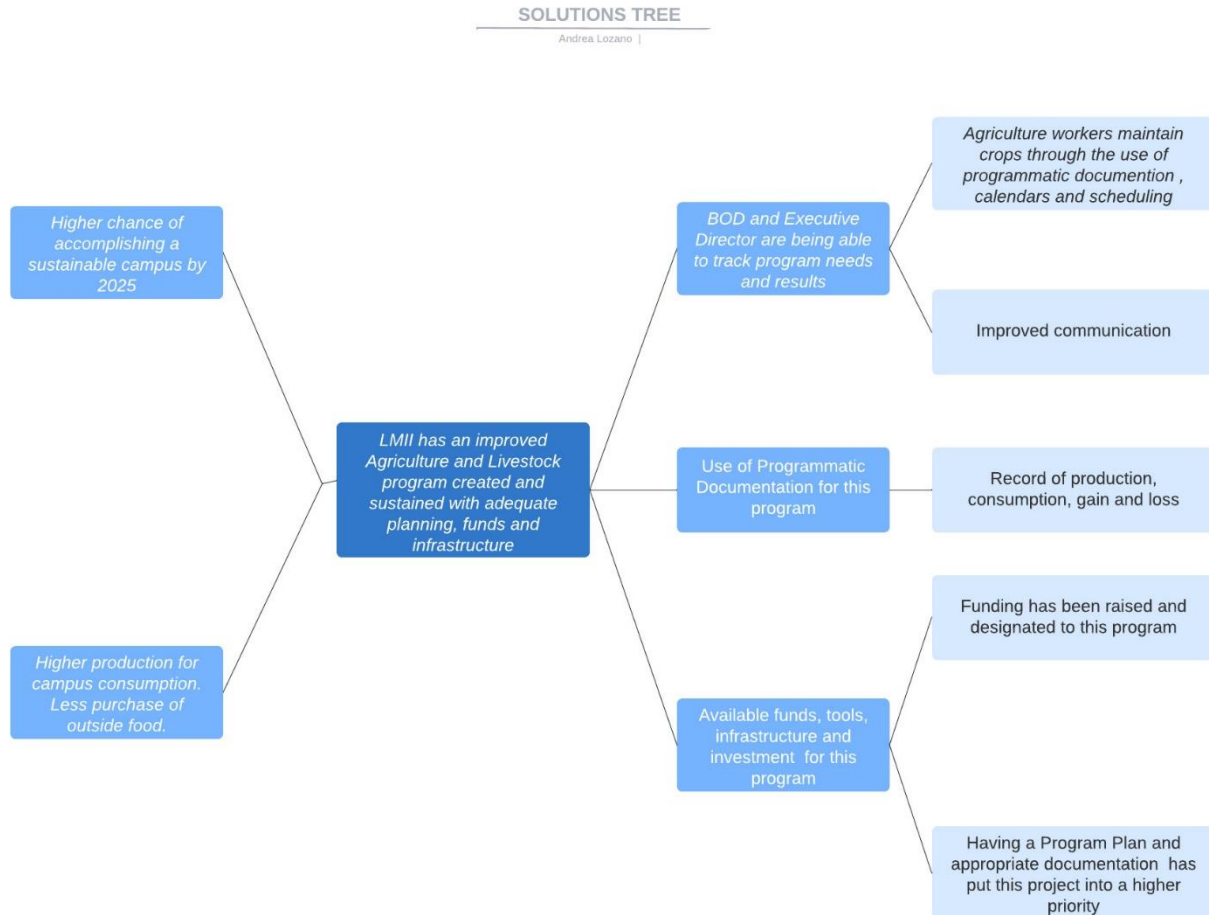 SOLUTIONS TREE
Andrea Lozano |
Higher chance of
accomplishing a
sustainable campus by
2025
Higher production for
campus consumption.
Less purchase of
outside food.
LMII has an improved
Agriculture and Livestock
program created and
sustained with adequate
planning, funds and
infrastructure
BOD and Executive
Director are being able
to track program needs
and results
Use of Programmatic
Documentation for this
program
Available funds, tools,
infrastructure and
investment for this
program
Agriculture workers maintain
crops through the use of
programmatic documention ,
calendars and scheduling
Improved communication
Record of production,
consumption, gain and loss
Funding has been raised and
designated to this program
Having a Program Plan and
appropriate documentation has
put this project into a higher
priority